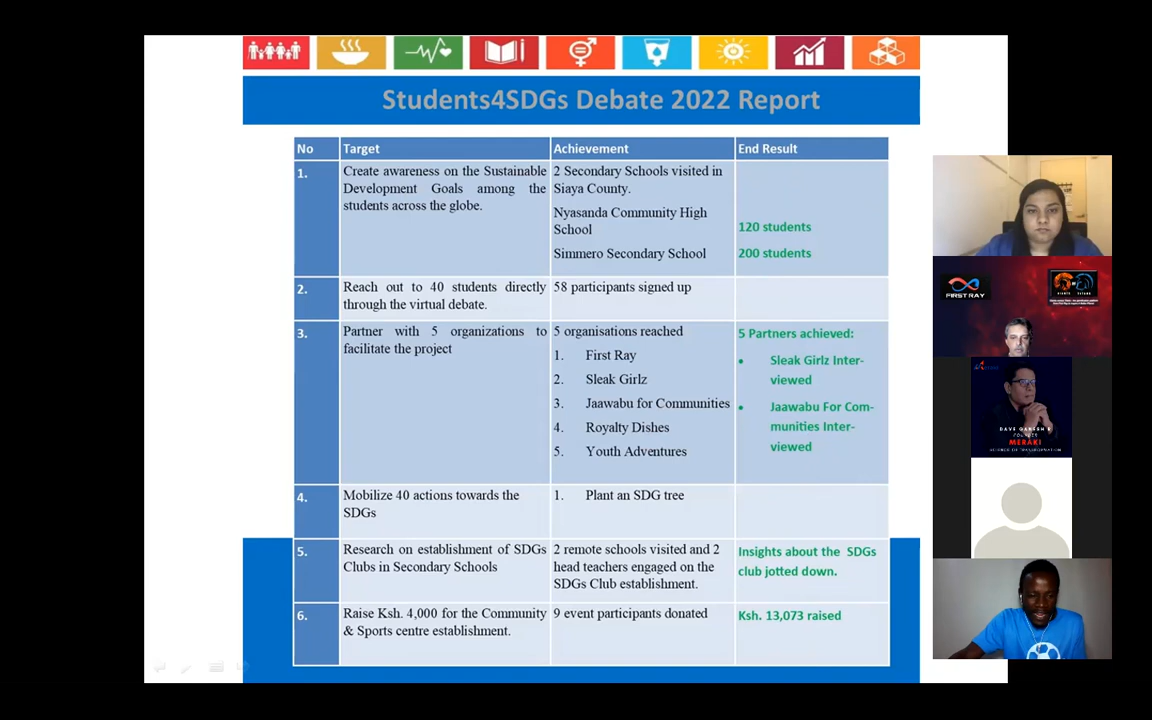 Students4SDGs Debate 2022 Report
No
Target
Achievement
End Result
1.
Create awareness on the Sustainable
Development Goals among the
students across the globe.
2 Secondary Schools visited in
Siaya County.
Nyasanda Community High
School
Simmero Secondary School
120 students
200 students
2.
Reach out to 40 students directly
through the virtual debate.
58 participants signed up
3.
Partner with 5 organizations to
facilitate the project
5 organisations reached
1. First Ray
2. Sleak Girlz
3. Jaawabu for Communities
4. Royalty Dishes
5. Youth Adventures
5 Partners achieved:
• Sleak Girlz Inter-
viewed
• Jaawabu For Com-
munities Inter-
viewed
4.
Mobilize 40 actions towards the
SDGs
1. Plant an SDG tree
5.
Research on establishment of SDGs
Clubs in Secondary Schools
2 remote schools visited and 2
head teachers engaged on the
SDGs Club establishment.
Insights about the SDGs
club jotted down.
6.
Raise Ksh. 4,000 for the Community
& Sports centre establishment.
9 event participants donated
Ksh. 13,073 raised
FIRST RAY
DAVE GANESH R
FOUNDER
MERAKI
SCIENCE OF TRANSFORMATION